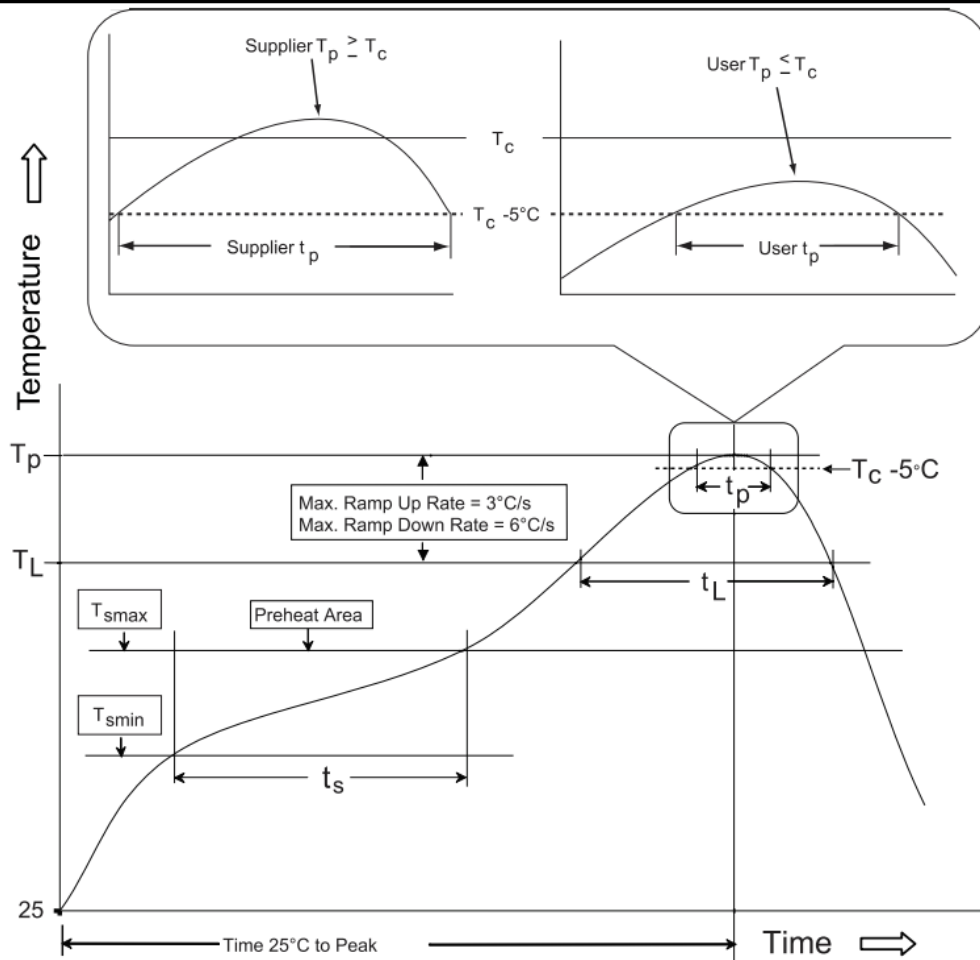 Supplier Tp ≥ Tc
User Tp ≤ Tc
Tc
Tc -5°C
Supplier tp
User tp
Temperature
Tp
Tc -5°C
tp
Max. Ramp Up Rate = 3°C/s
Max. Ramp Down Rate = 6°C/s
TL
tL
Tsmax
Preheat Area
Tsmin
ts
25
Time 25°C to Peak
Time